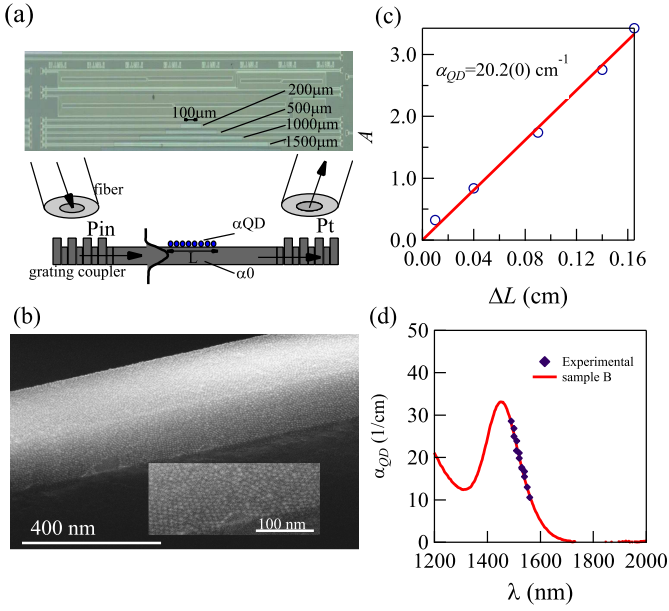 (a)
200μm
500μm
100μm
1000μm
1500μm
fiber
Pin
αQD
Pt
L
grating coupler
α0
(b)
400 nm
100 nm
(c)
3.0
2.0
1.0
0.0
A
αQD=20.2(0) cm-1
0.00
0.04
0.08
0.12
0.16
ΔL (cm)
(d)
50
40
30
20
10
0
αQD (1/cm)
Experimental
sample B
1200
1400
1600
1800
2000
λ (nm)